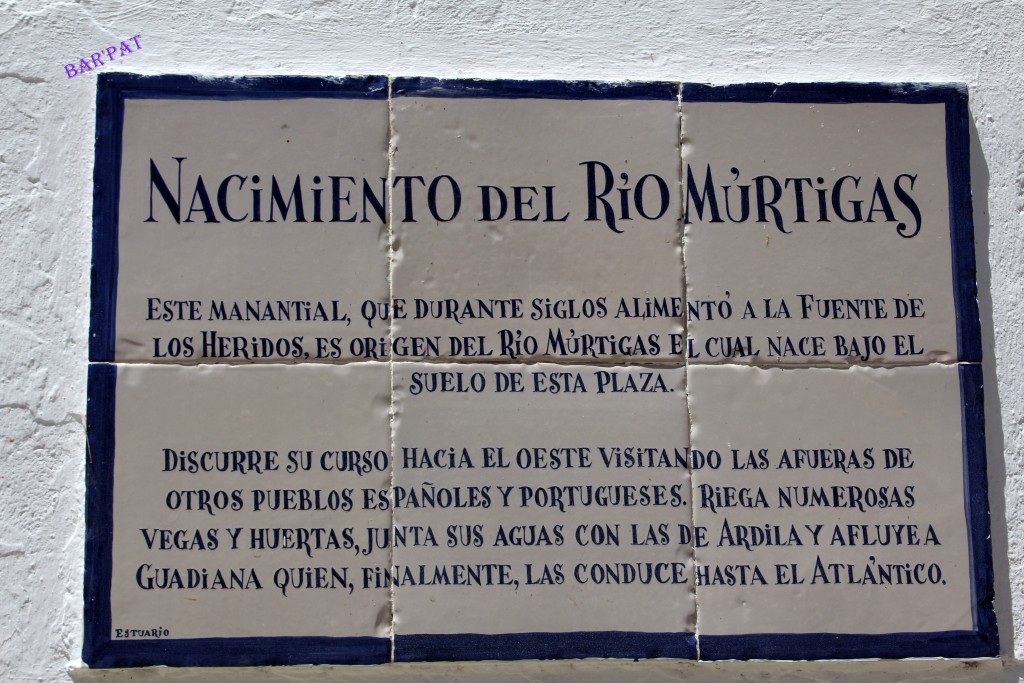 BAR'PAT
NACiMiENTO DEL RÍO MÚRTiGAS
ESTE MANANTiAL, QUE DURANTE SiGLOS ALiMENTÓ A LA FUENTE DE
LOS HERiDOS, ES ORiGEN DEL RÍO MÚRTiGAS EL CUAL NACE BAJO EL
SUELO DE ESTA PLAZA.
DiSCURRE SU CURSO HACiA EL OESTE ViSiTANDO LAS AFUERAS DE
OTROS PUEBLOS ESPAÑOLES Y PORTUGUESES. RiEGA NUMEROSAS
VEGAS Y HUERTAS, JUNTA SUS AGUAS CON LAS DE ARDiLA Y AFLUYE A
GUADiANA QUiEN, FiNALMENTE, LAS CONDUCE HASTA EL ATLÁNTiCO.
ESTUARiO